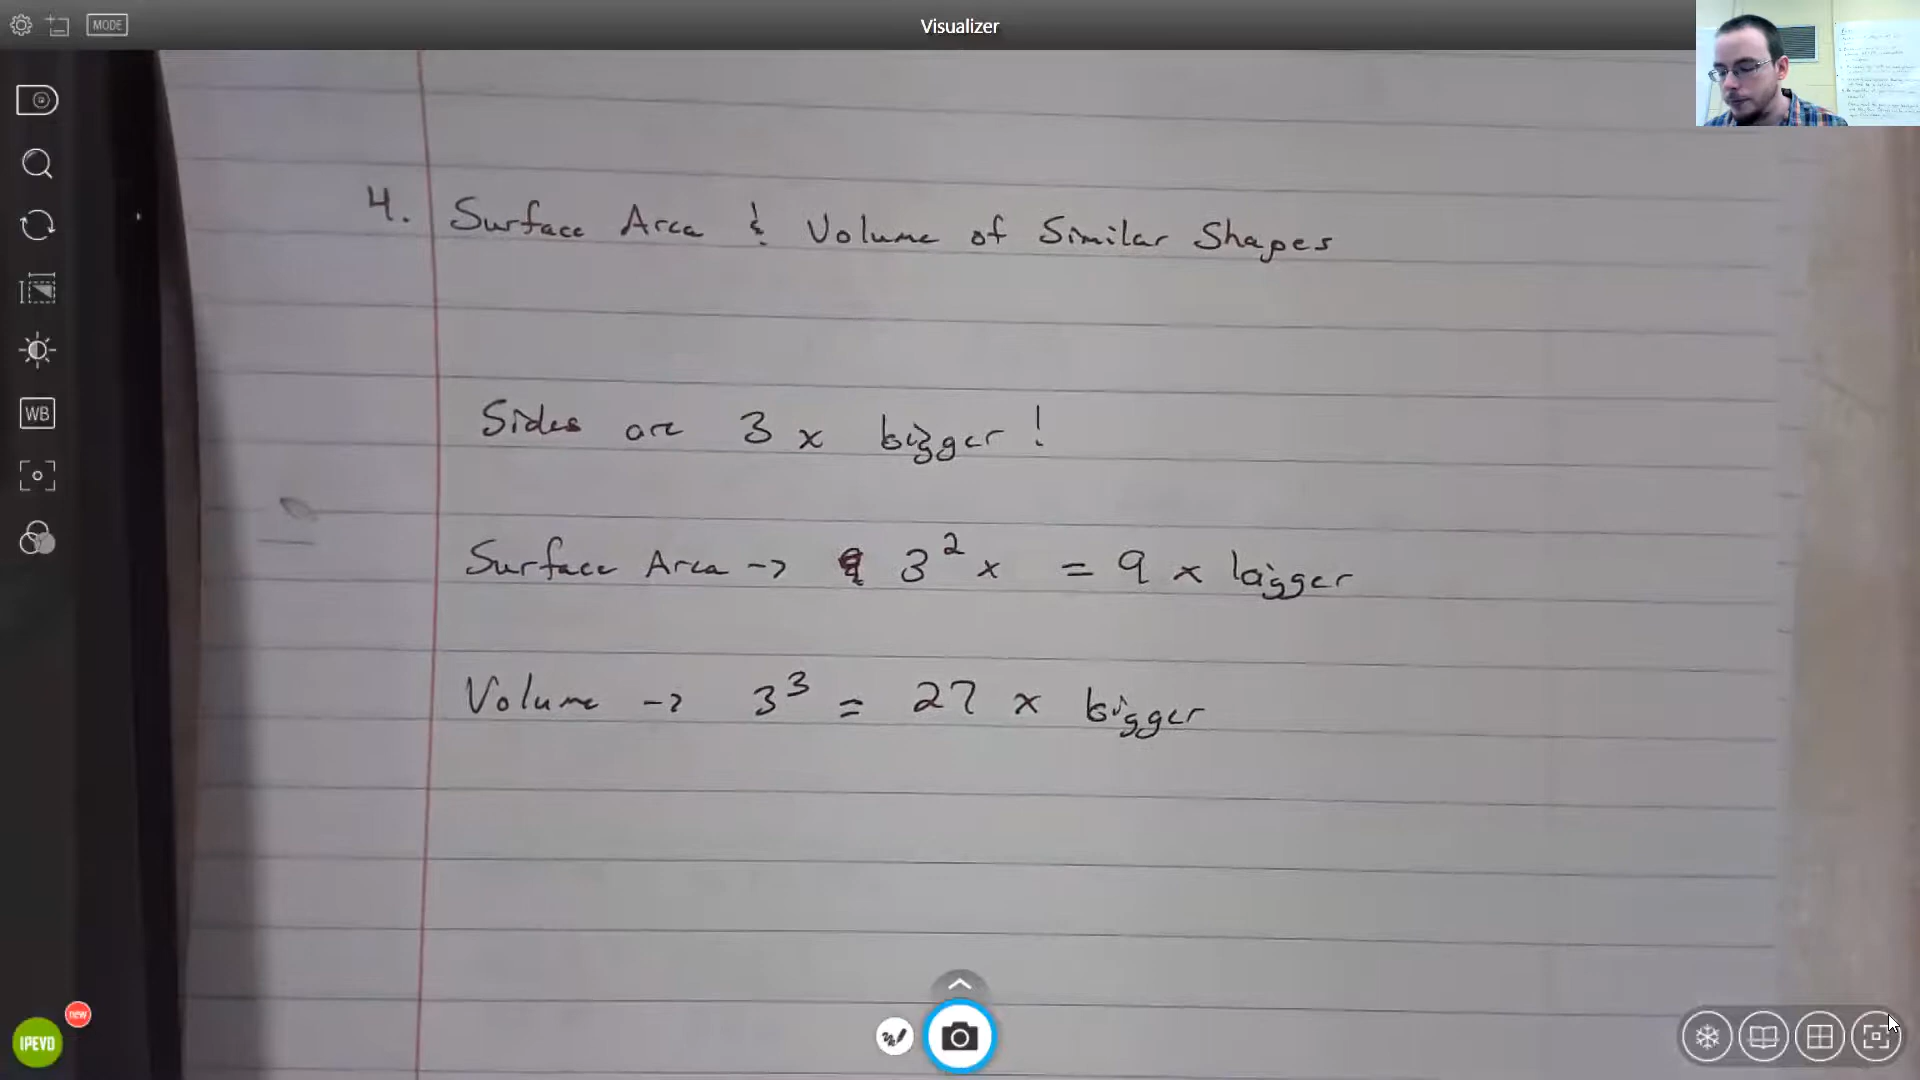 MODE
Visualizer
WB
4. Surface Area & Volume of Similar Shapes
Sides are 3 x bigger!
Surface Area -> 3² x = 9 x bigger
Volume -> 3³ = 27 x bigger
new
IPEVO